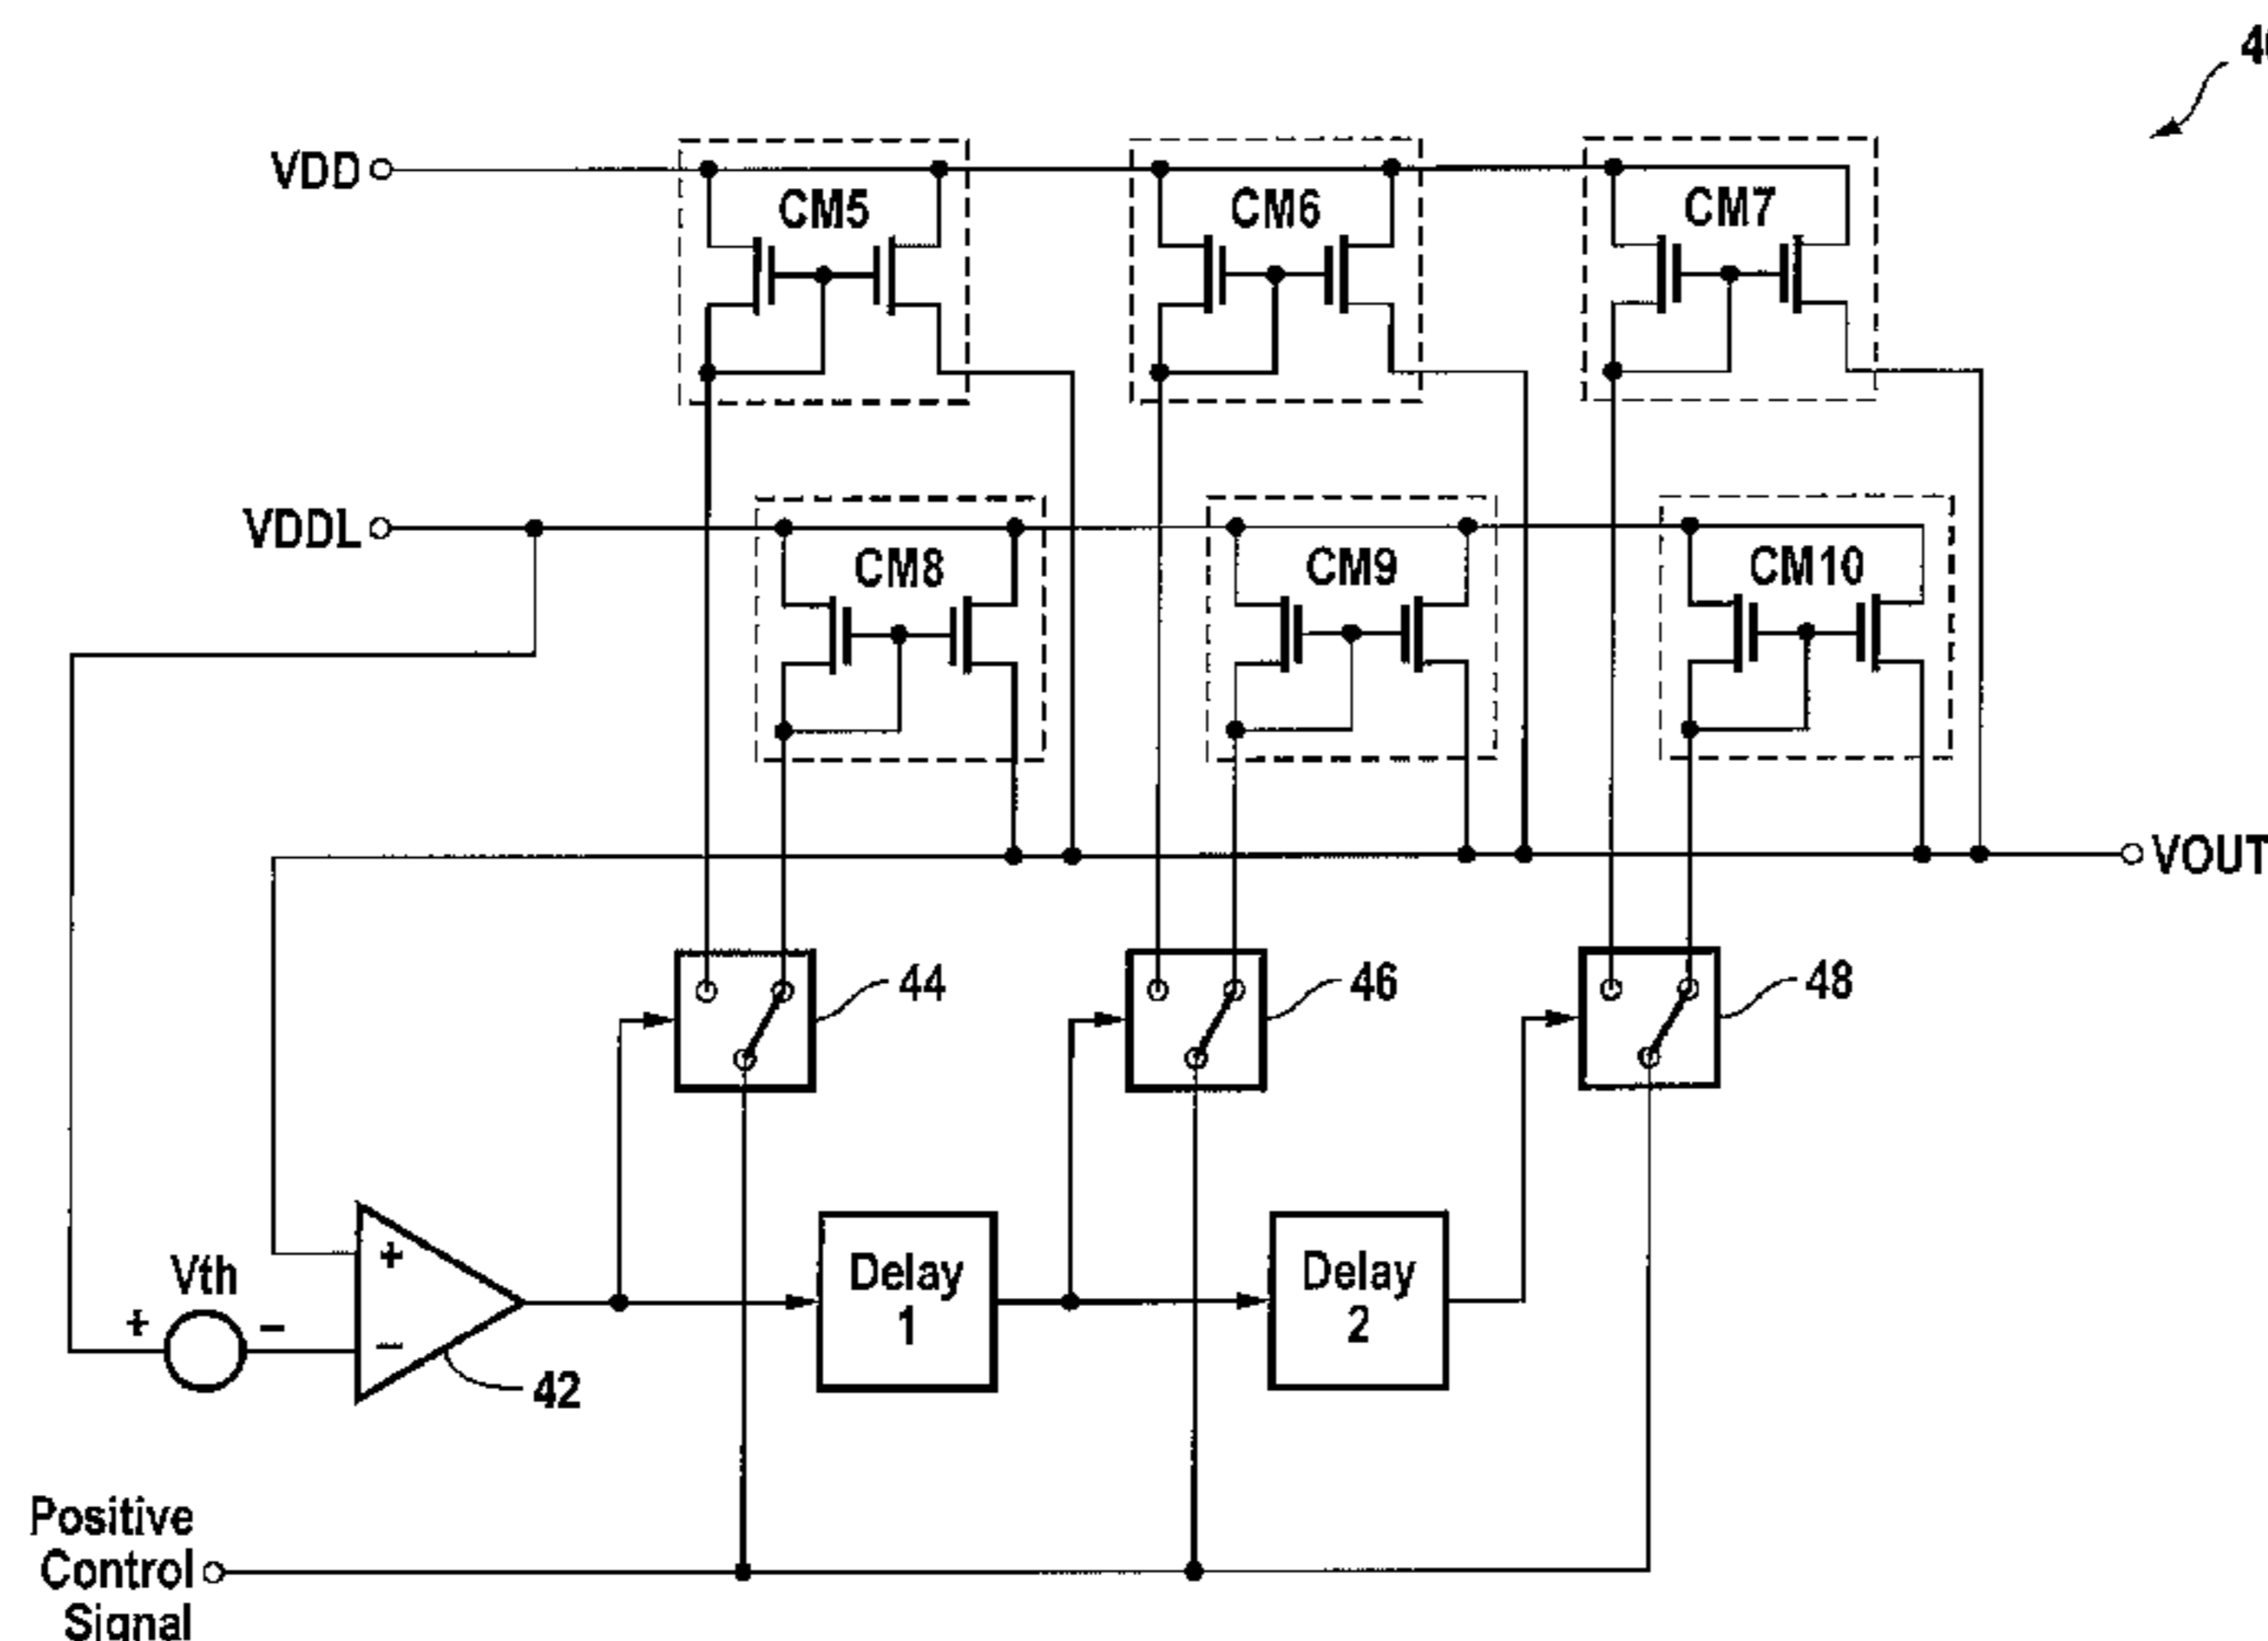 VDD
CM5
CM6
CM7
VDDL
CM8
CM9
CM10
VOUT
44
46
48
Vth
+
−
+
−
42
Delay
1
Delay
2
Positive
Control
Signal